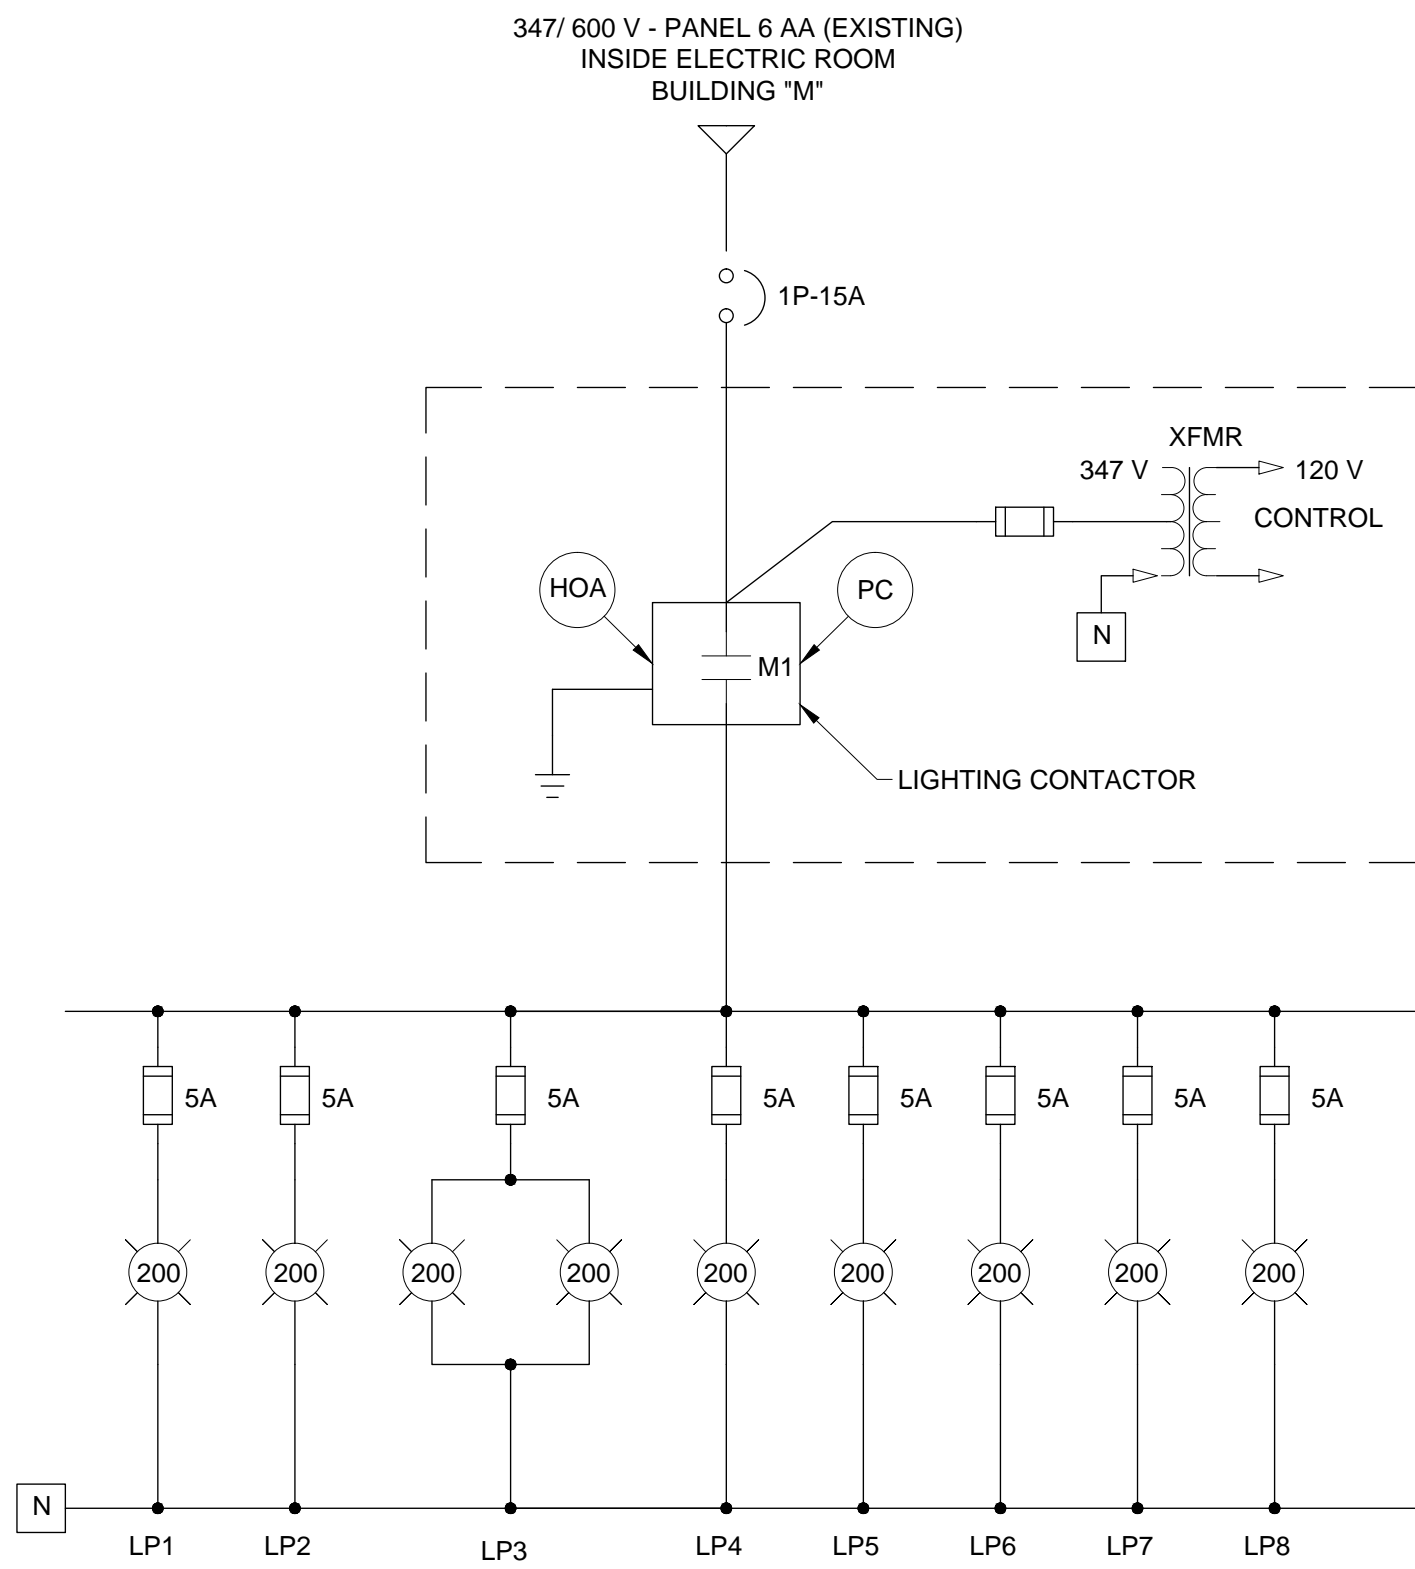 347/ 600 V - PANEL 6 AA (EXISTING)
INSIDE ELECTRIC ROOM
BUILDING "M"
1P-15A
XFMR
347 V
120 V
CONTROL
HOA
PC
N
M1
LIGHTING CONTACTOR
5A
5A
5A
5A
5A
5A
5A
5A
200
200
200
200
200
200
200
200
200
N
LP1
LP2
LP3
LP4
LP5
LP6
LP7
LP8